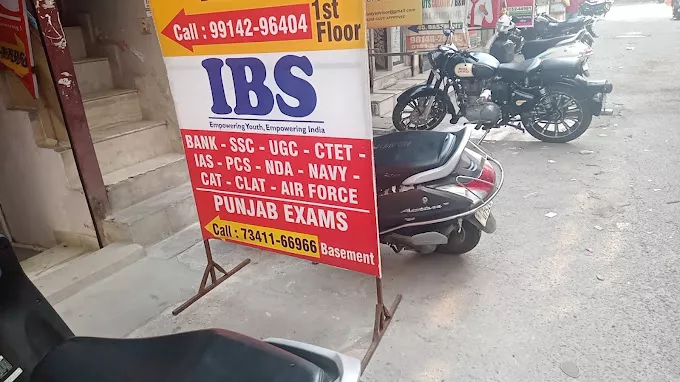 Call : 99142-96404
1st
Floor
IBS
Empowering Youth, Empowering India
BANK - SSC - UGC - CTET -
IAS - PCS - NDA - NAVY -
CAT - CLAT - AIR FORCE
PUNJAB EXAMS
Call : 73411-66966
Basement